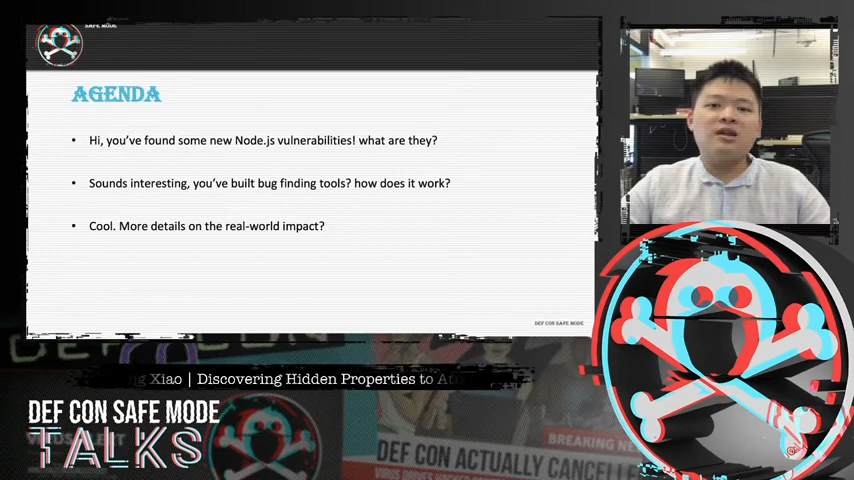 SAFE MODE
AGENDA
• Hi, you've found some new Node.js vulnerabilities! what are they?
• Sounds interesting, you've built bug finding tools? how does it work?
• Cool. More details on the real-world impact?
DEF CON SAFE MODE
Xiao | Discovering Hidden Properties to
DEF CON SAFE MODE
TALKS
BREAKING
DEF CON ACTUALLY